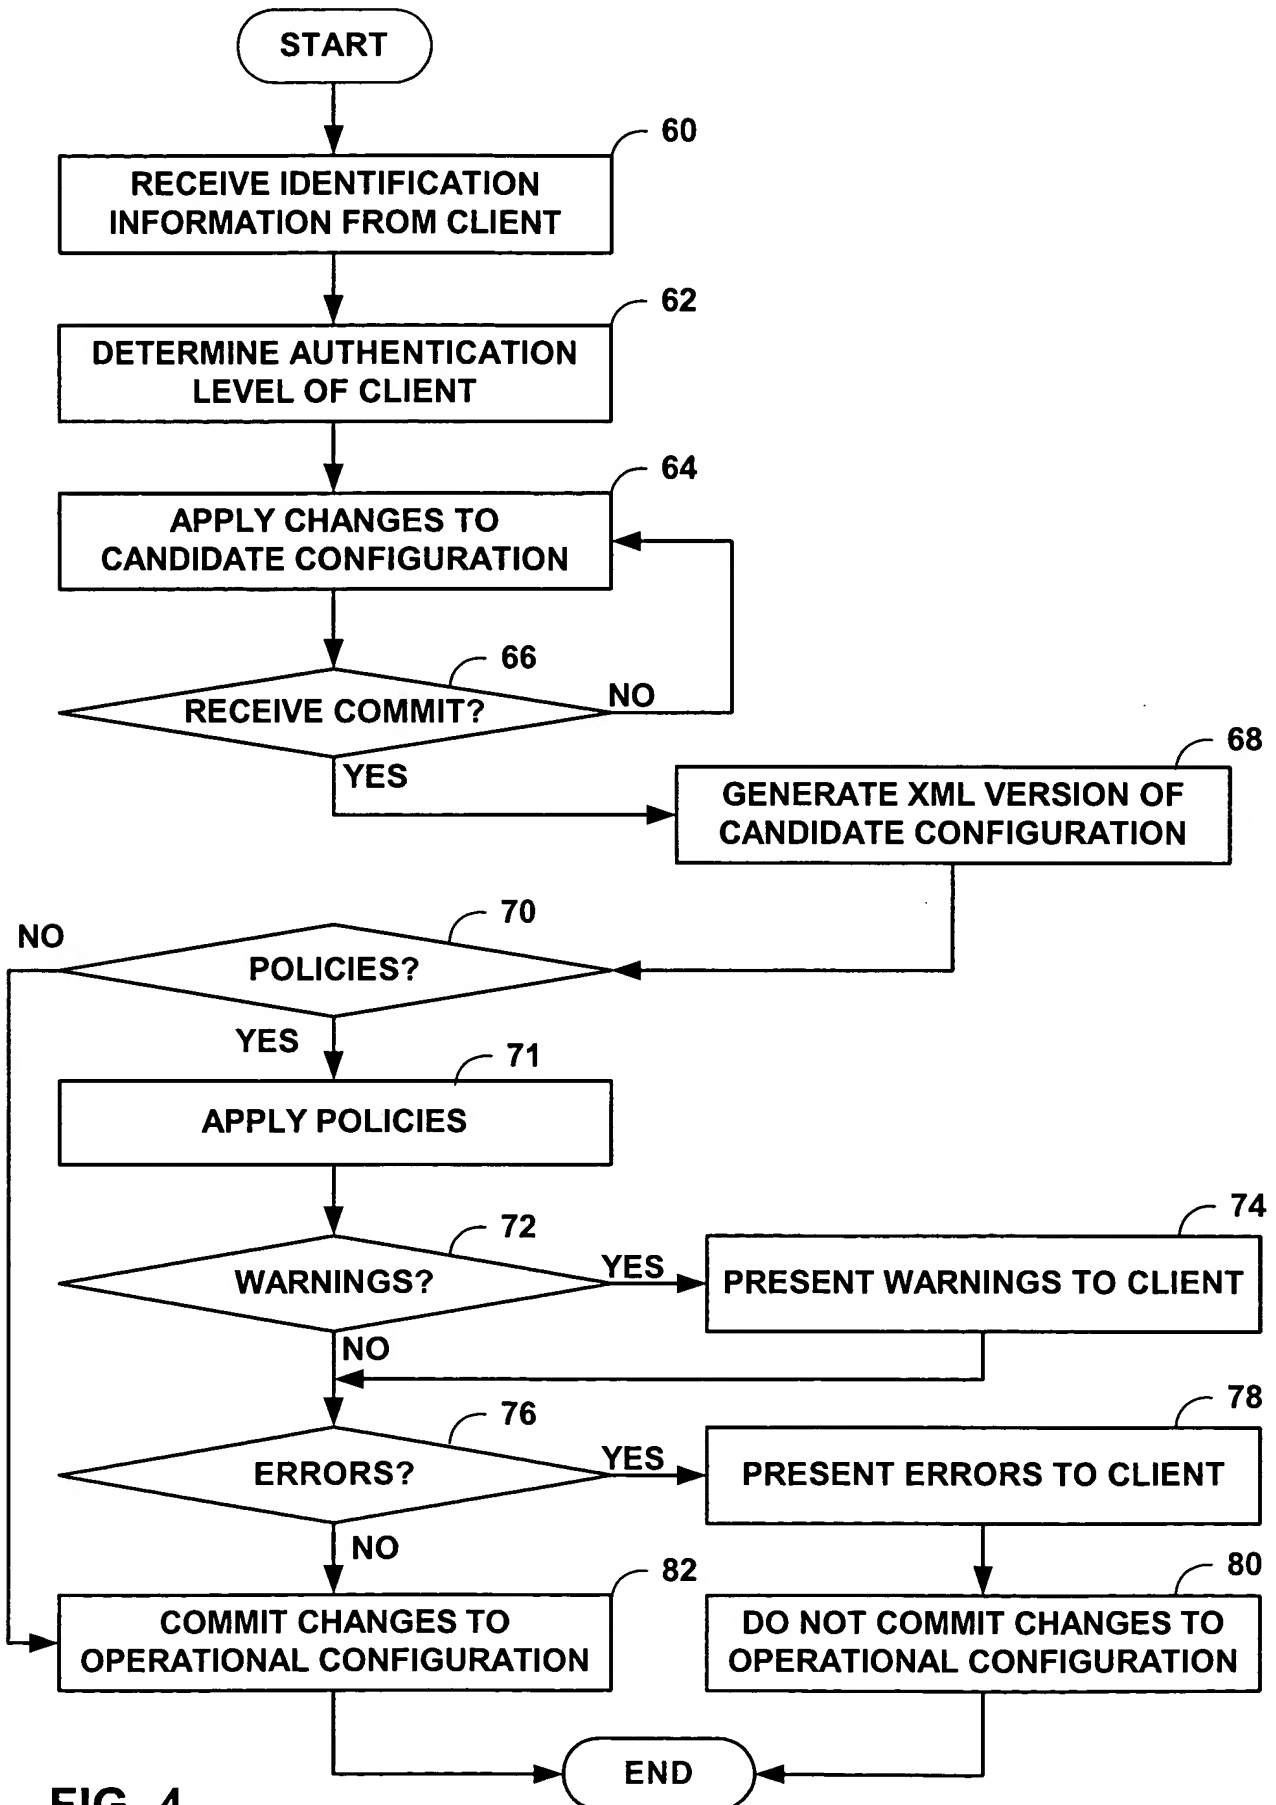 START
60
RECEIVE IDENTIFICATION
INFORMATION FROM CLIENT
62
DETERMINE AUTHENTICATION
LEVEL OF CLIENT
64
APPLY CHANGES TO
CANDIDATE CONFIGURATION
66
RECEIVE COMMIT?
NO
YES
68
GENERATE XML VERSION OF
CANDIDATE CONFIGURATION
70
NO
POLICIES?
YES
71
APPLY POLICIES
72
WARNINGS?
YES
74
PRESENT WARNINGS TO CLIENT
NO
76
ERRORS?
YES
78
PRESENT ERRORS TO CLIENT
NO
82
COMMIT CHANGES TO
OPERATIONAL CONFIGURATION
80
DO NOT COMMIT CHANGES TO
OPERATIONAL CONFIGURATION
END
FIG. 4